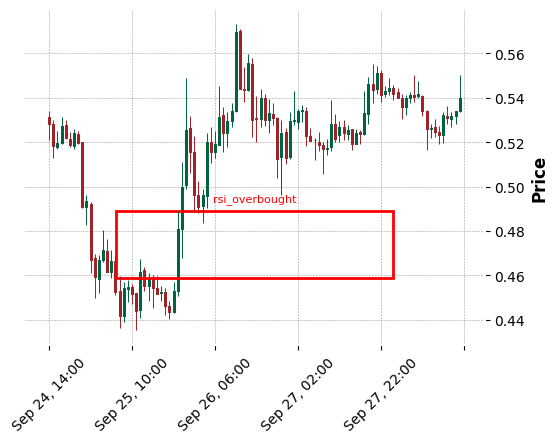 0.56
0.54
0.52
0.50
0.48
0.46
0.44
Price
rsi_overbought
Sep 24, 14:00
Sep 25, 10:00
Sep 26, 06:00
Sep 27, 02:00
Sep 27, 22:00